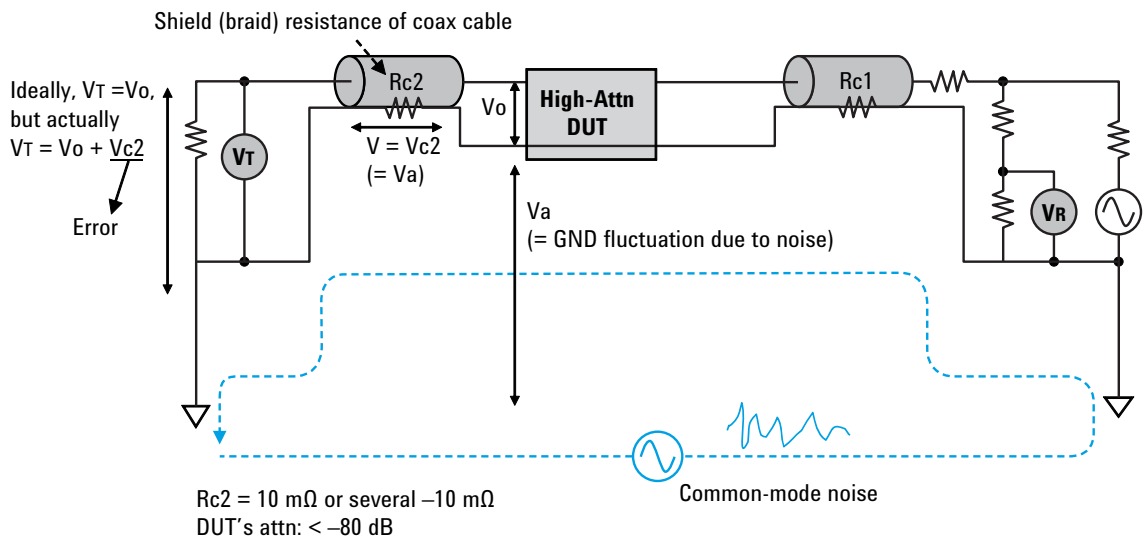 Shield (braid) resistance of coax cable
Ideally, VT =Vo,
but actually
VT = Vo + Vc2
Error
VT
Rc2
V = Vc2
(= Va)
Vo
High-Attn
DUT
Rc1
VR
Va
(= GND fluctuation due to noise)
Common-mode noise
Rc2 = 10 mΩ or several –10 mΩ
DUT´s attn: < –80 dB